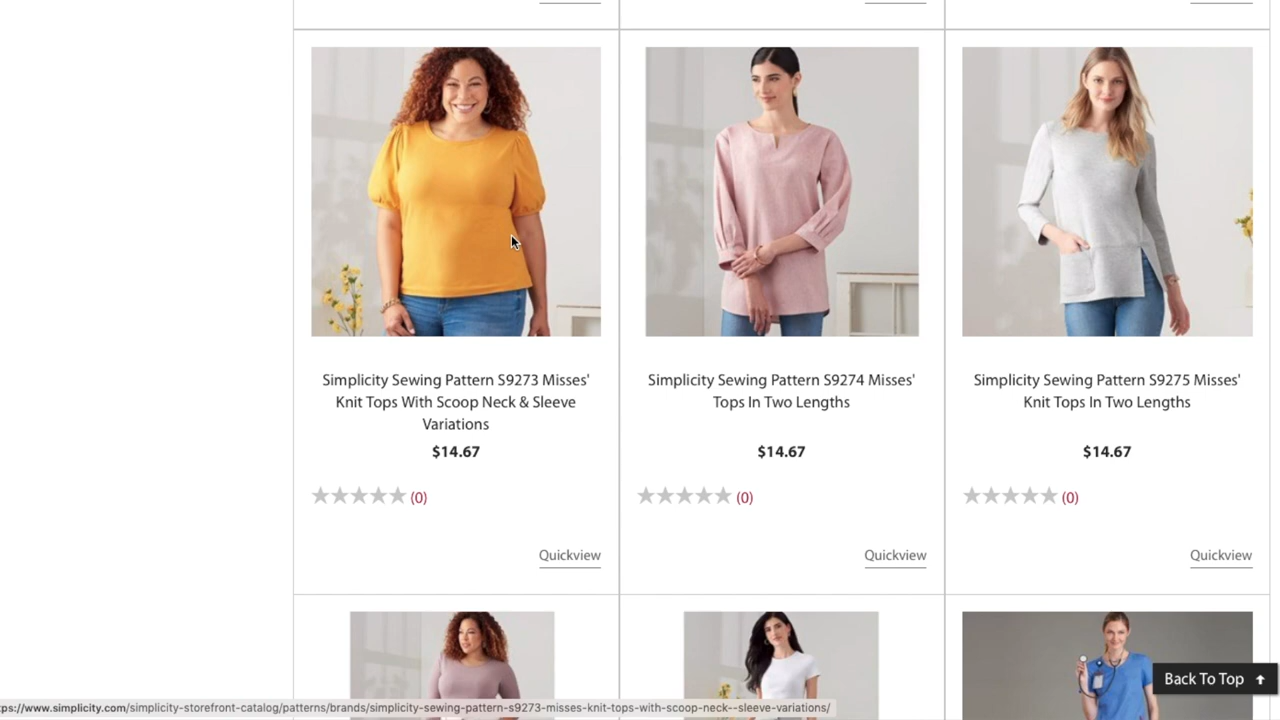 Simplicity Sewing Pattern S9273 Misses'
Knit Tops With Scoop Neck & Sleeve
Variations
$14.67
(0)
Quickview
Simplicity Sewing Pattern S9274 Misses'
Tops In Two Lengths
$14.67
(0)
Quickview
Simplicity Sewing Pattern S9275 Misses'
Knit Tops In Two Lengths
$14.67
(0)
Quickview
Back To Top
tps://www.simplicity.com/simplicity-storefront-catalog/patterns/brands/simplicity-sewing-pattern-s9273-misses-knit-tops-with-scoop-neck--sleeve-variations/